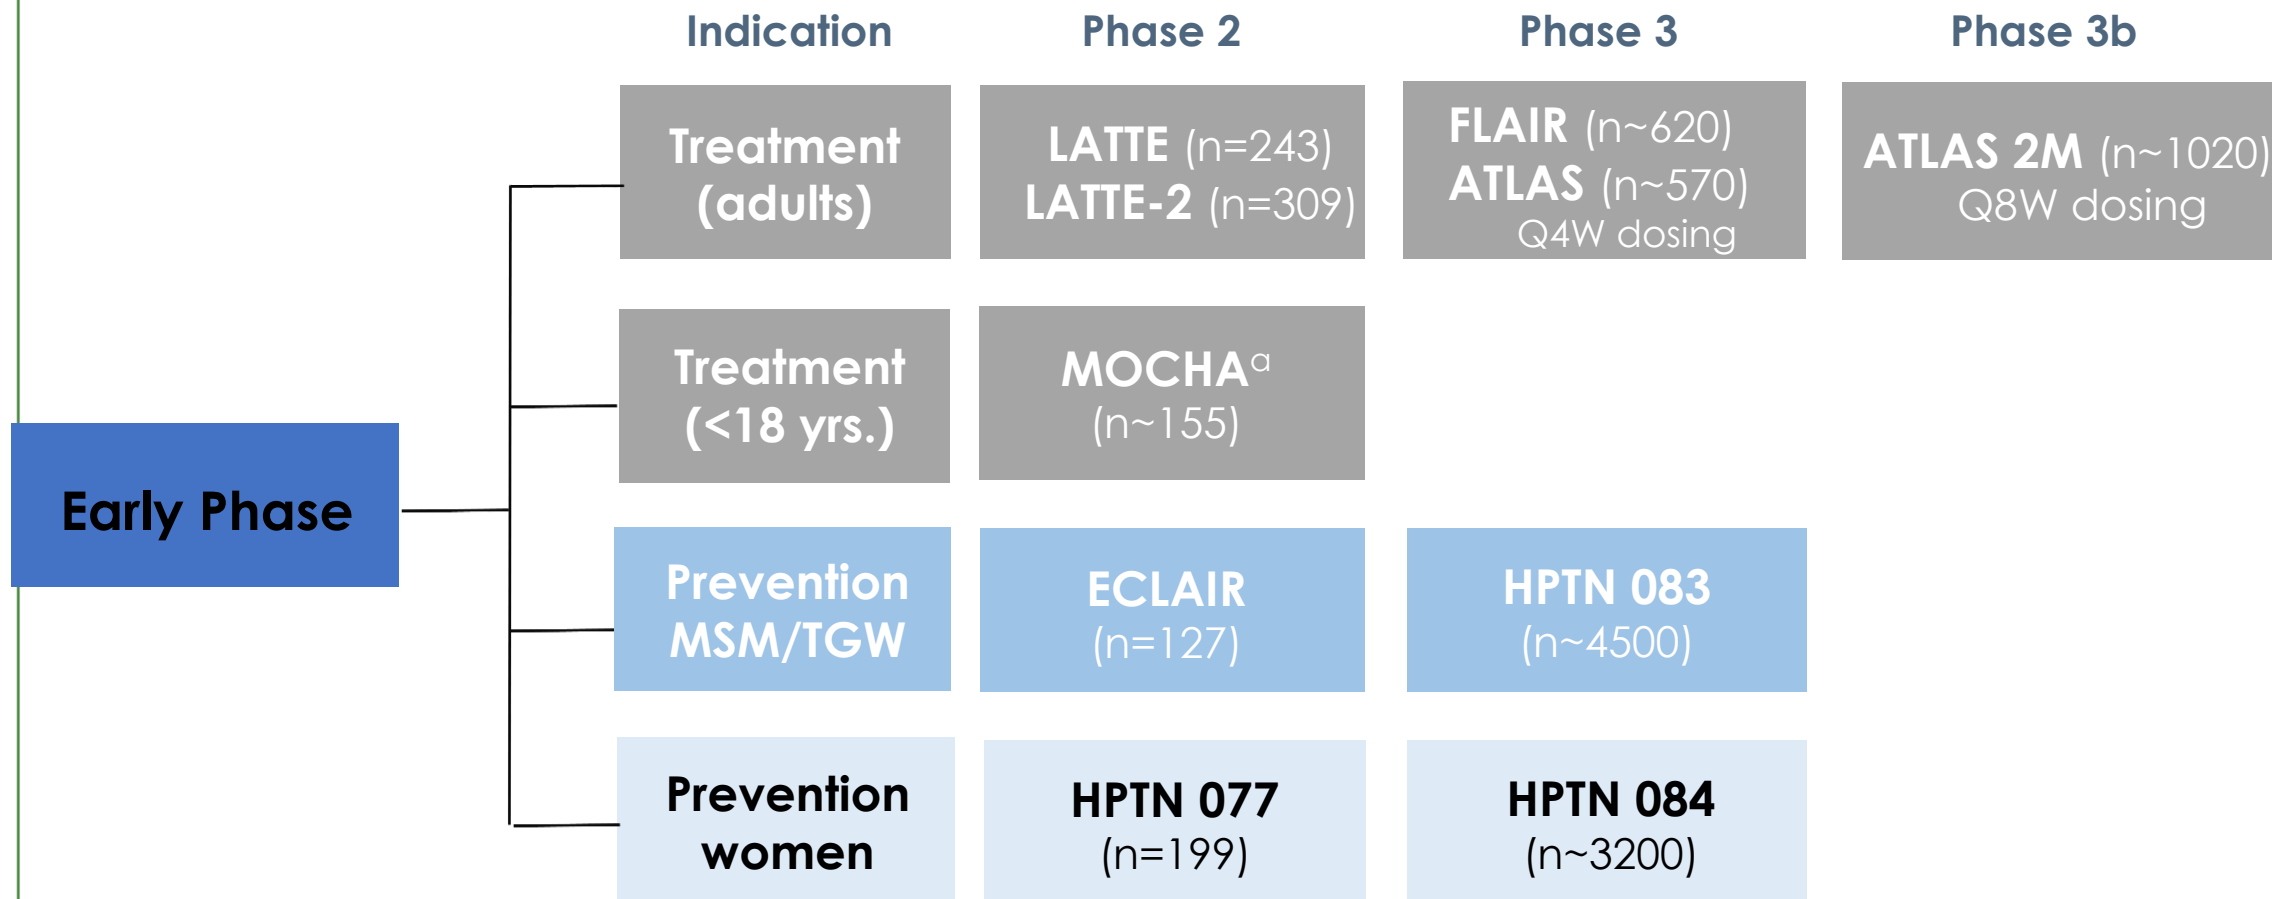 Indication
Phase 2
Phase 3
Phase 3b
Treatment
(adults)
LATTE (n=243)
LATTE-2 (n=309)
FLAIR (n~620)
ATLAS (n~570)
Q4W dosing
ATLAS 2M (n~1020)
Q8W dosing
Treatment
(<18 yrs.)
MOCHAᵃ
(n~155)
Early Phase
Prevention
MSM/TGW
ECLAIR
(n=127)
HPTN 083
(n~4500)
Prevention
women
HPTN 077
(n=199)
HPTN 084
(n~3200)